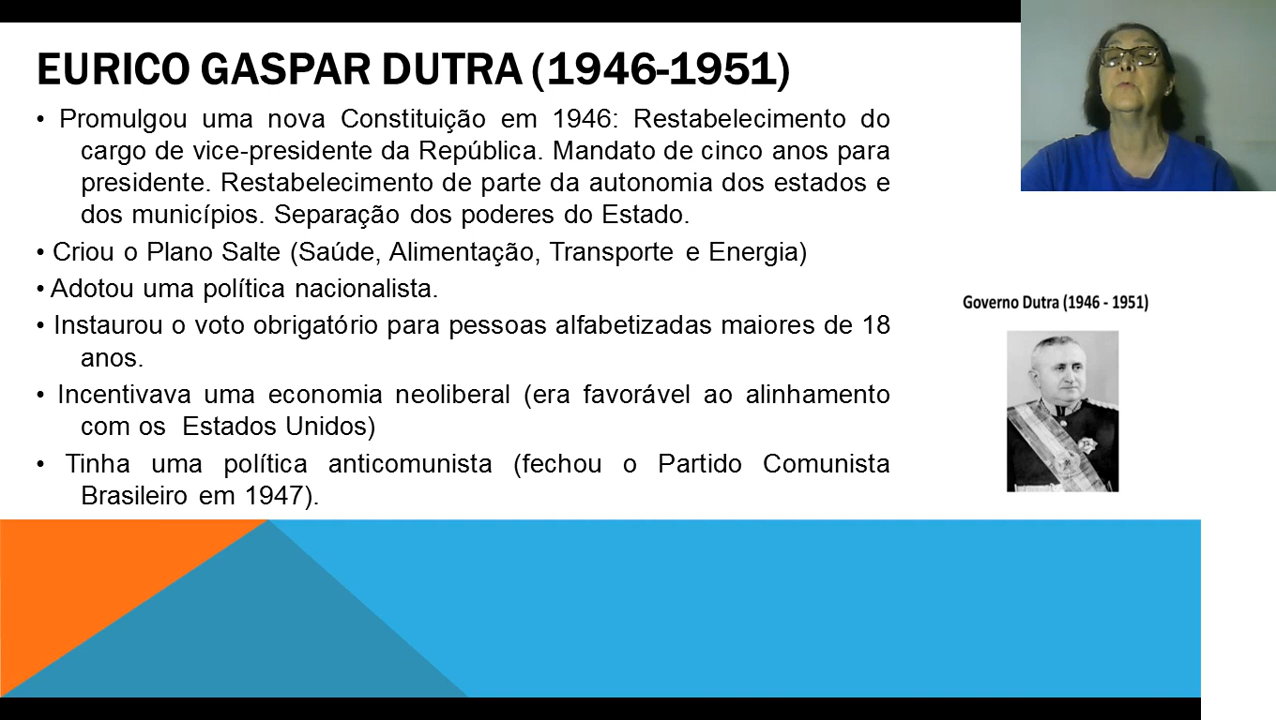 EURICO GASPAR DUTRA (1946-1951)
• Promulgou uma nova Constituição em 1946: Restabelecimento do
cargo de vice-presidente da República. Mandato de cinco anos para
presidente. Restabelecimento de parte da autonomia dos estados e
dos municípios. Separação dos poderes do Estado.
• Criou o Plano Salte (Saúde, Alimentação, Transporte e Energia)
• Adotou uma política nacionalista.
• Instaurou o voto obrigatório para pessoas alfabetizadas maiores de 18
anos.
• Incentivava uma economia neoliberal (era favorável ao alinhamento
com os Estados Unidos)
• Tinha uma política anticomunista (fechou o Partido Comunista
Brasileiro em 1947).
Governo Dutra (1946 - 1951)